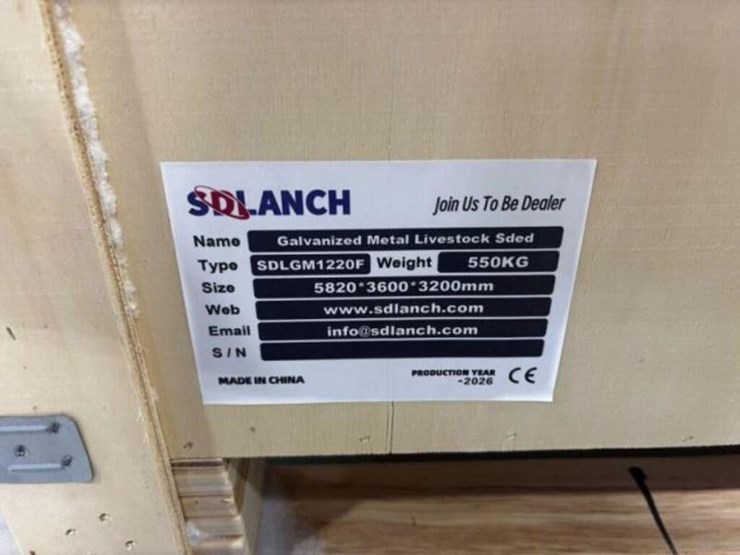 SDLANCH Join Us To Be Dealer
Name Galvanized Metal Livestock Sded
Type SDLGM1220F Weight 550KG
Size 5820*3600*3200mm
Web www.sdlanch.com
Email info@sdlanch.com
S/N
MADE IN CHINA PRODUCTION YEAR CE
-2026